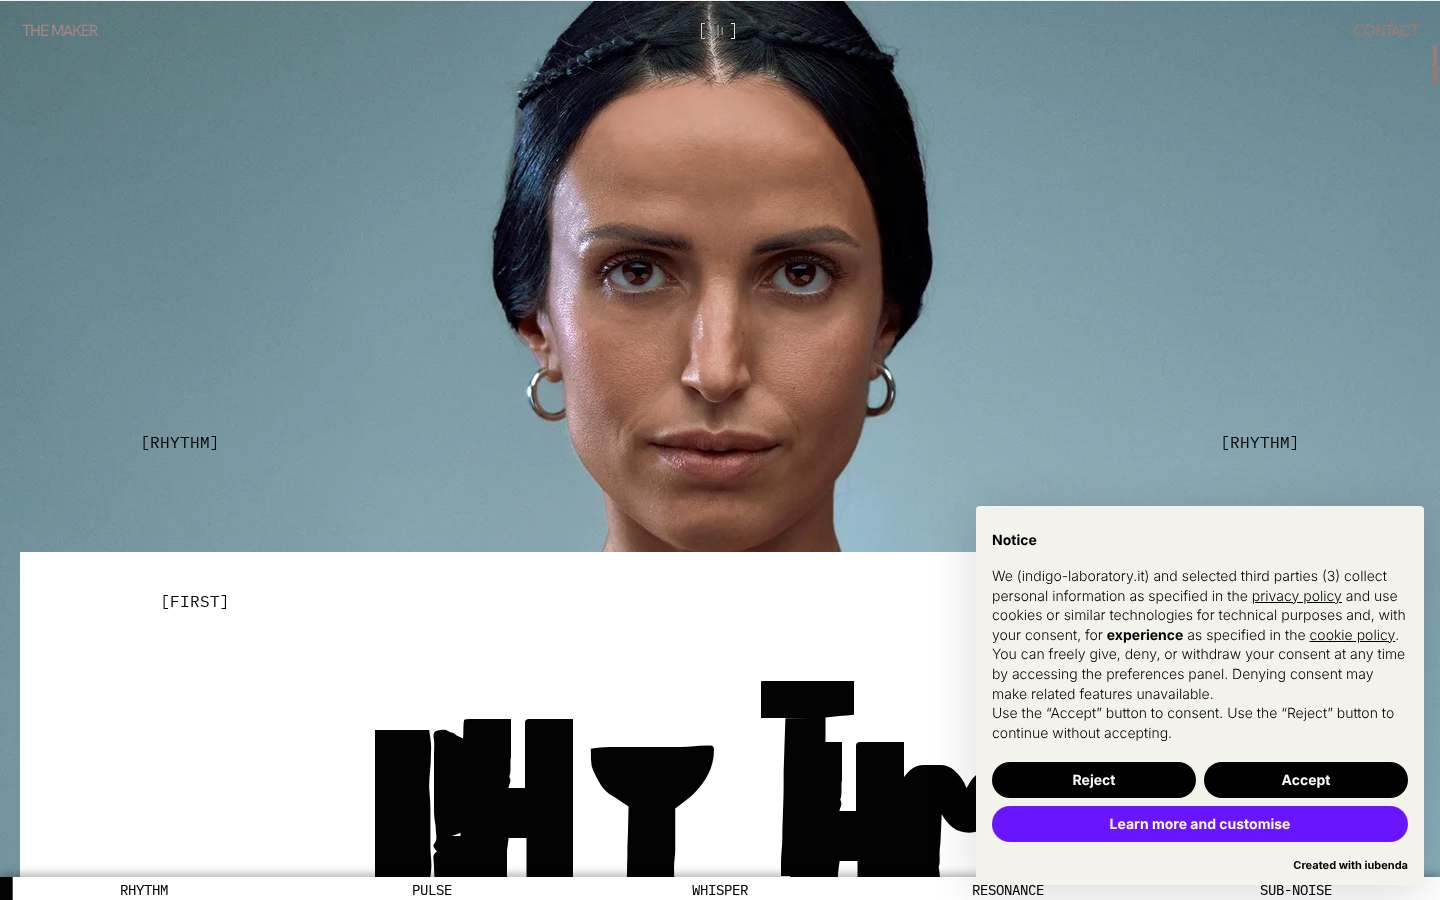 THE MAKER
CONTACT
[RHYTHM]
[RHYTHM]
[FIRST]
Notice
We (indigo-laboratory.it) and selected third parties (3) collect
personal information as specified in the privacy policy and use
cookies or similar technologies for technical purposes and, with
your consent, for experience as specified in the cookie policy.
You can freely give, deny, or withdraw your consent at any time
by accessing the preferences panel. Denying consent may
make related features unavailable.
Use the “Accept” button to consent. Use the “Reject” button to
continue without accepting.
Reject
Accept
Learn more and customise
Created with iubenda
RHYTHM
PULSE
WHISPER
RESONANCE
SUB-NOISE